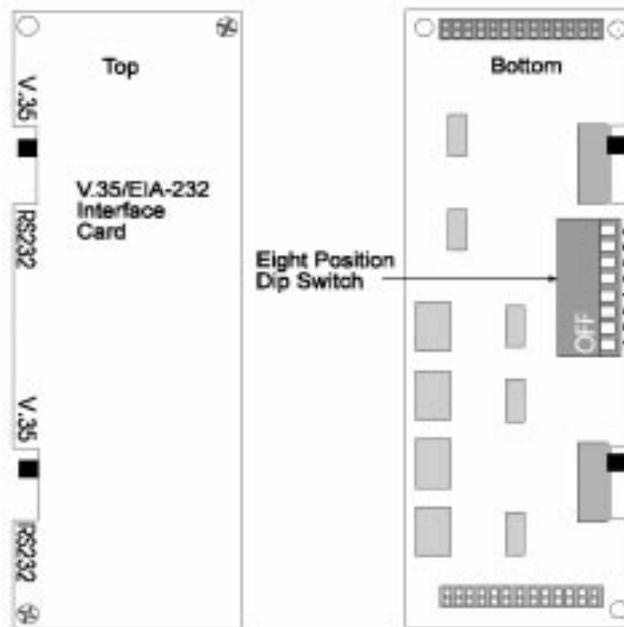 Top
V.35
V.35/EIA-232
Interface
Card
RS232
V.35
RS232
Bottom
Eight Position
Dip Switch
OFF